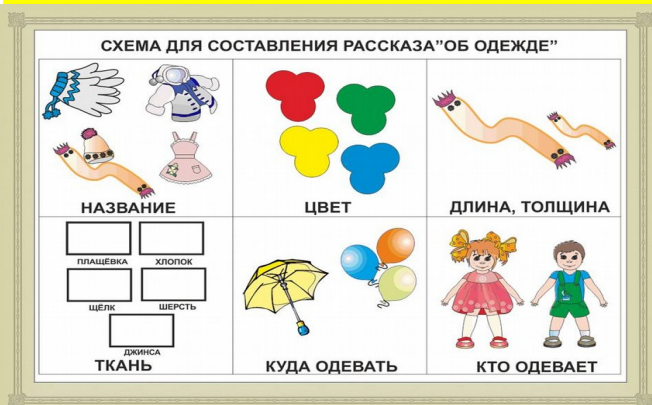 СХЕМА ДЛЯ СОСТАВЛЕНИЯ РАССКАЗА”ОБ ОДЕЖДЕ”
НАЗВАНИЕ
ЦВЕТ
ДЛИНА, ТОЛЩИНА
ПЛАЩЁВКА
ХЛОПОК
ЩЁЛК
ШЕРСТЬ
ДЖИНСА
ТКАНЬ
КУДА ОДЕВАТЬ
КТО ОДЕВАЕТ